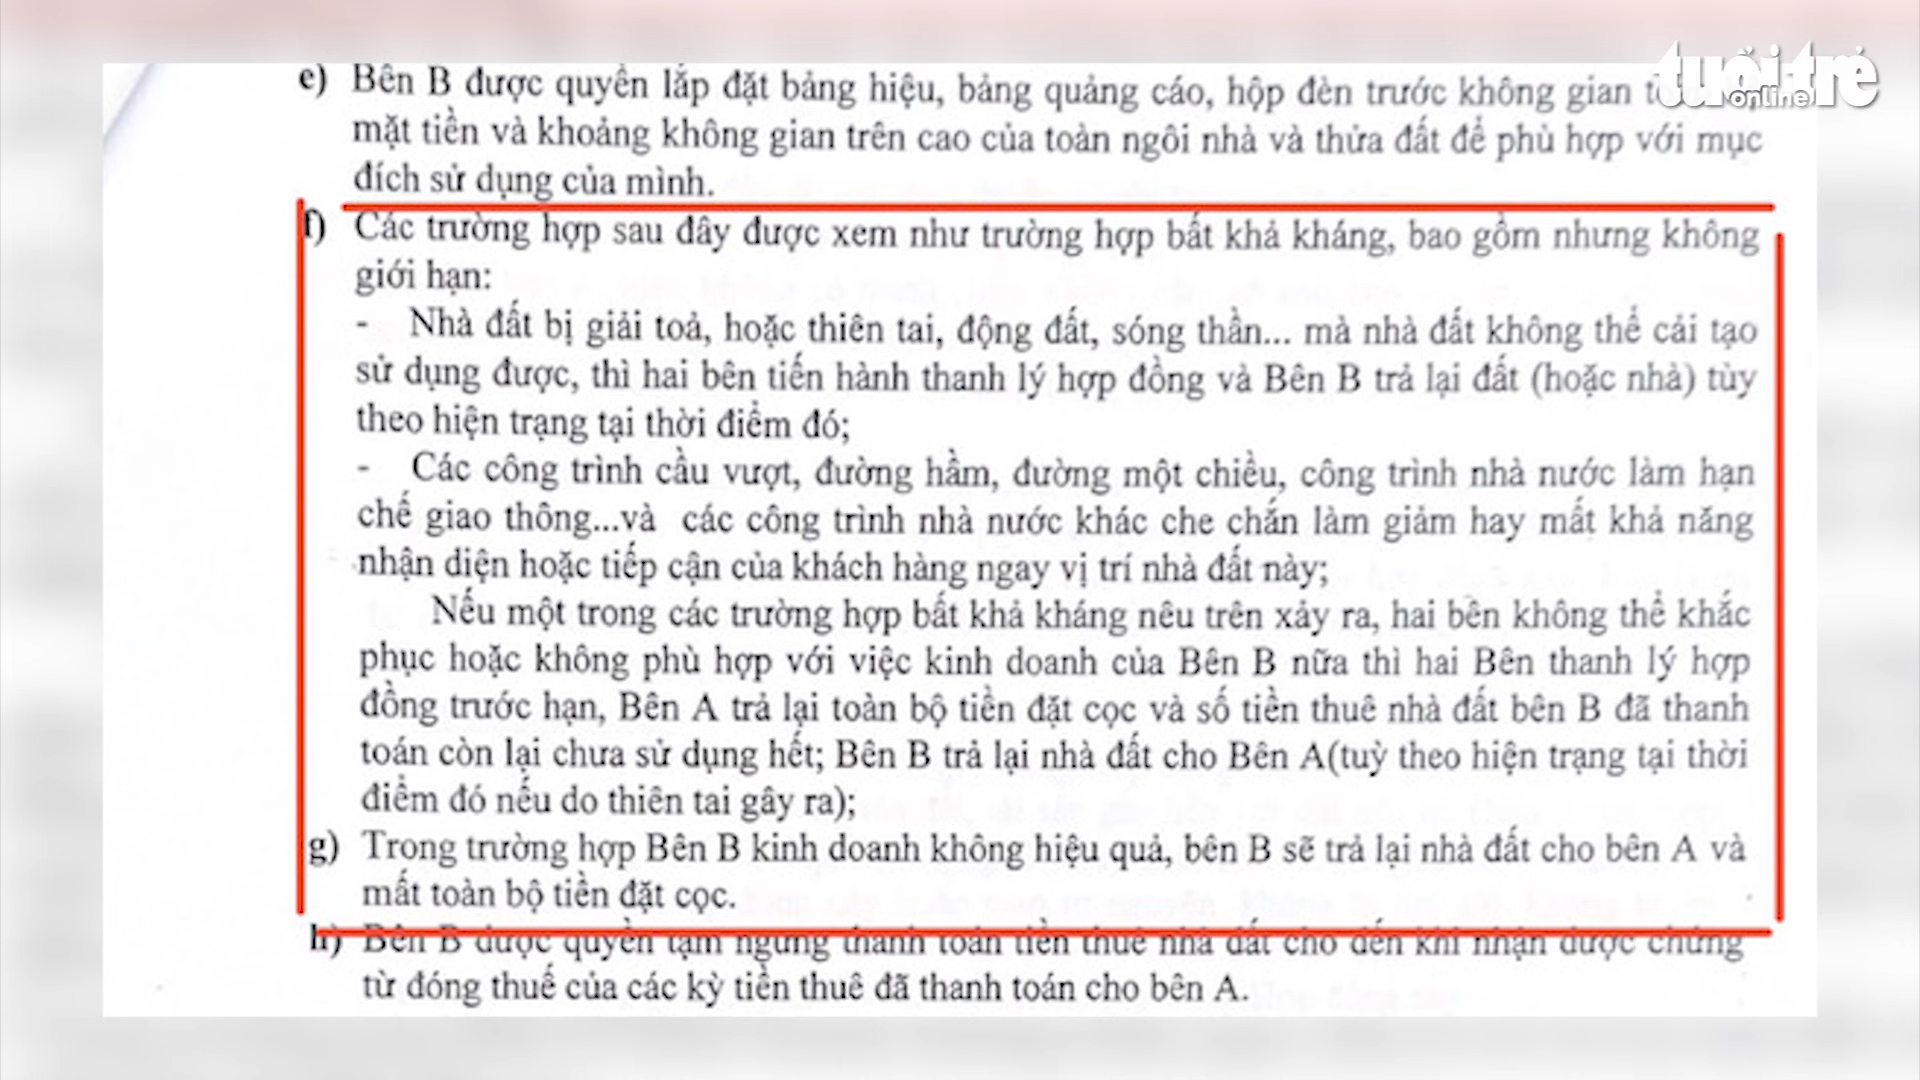 tuổi trẻ
online
e) Bên B được quyền lắp đặt bảng hiệu, bảng quảng cáo, hộp đèn trước không gian
mặt tiền và khoảng không gian trên cao của toàn ngôi nhà và thửa đất để phù hợp với mục
đích sử dụng của mình.
f) Các trường hợp sau đây được xem như trường hợp bất khả kháng, bao gồm nhưng không
giới hạn:
- Nhà đất bị giải toả, hoặc thiên tai, động đất, sóng thần... mà nhà đất không thể cải tạo
sử dụng được, thì hai bên tiến hành thanh lý hợp đồng và Bên B trả lại đất (hoặc nhà) tùy
theo hiện trạng tại thời điểm đó;
- Các công trình cầu vượt, đường hầm, đường một chiều, công trình nhà nước làm hạn
chế giao thông...và các công trình nhà nước khác che chắn làm giảm hay mất khả năng
nhận diện hoặc tiếp cận của khách hàng ngay vị trí nhà đất này;
Nếu một trong các trường hợp bất khả kháng nêu trên xảy ra, hai bên không thể khắc
phục hoặc không phù hợp với việc kinh doanh của Bên B nữa thì hai Bên thanh lý hợp
đồng trước hạn, Bên A trả lại toàn bộ tiền đặt cọc và số tiền thuê nhà đất bên B đã thanh
toán còn lại chưa sử dụng hết; Bên B trả lại nhà đất cho Bên A(tuỳ theo hiện trạng tại thời
điểm đó nếu do thiên tai gây ra);
g) Trong trường hợp Bên B kinh doanh không hiệu quả, bên B sẽ trả lại nhà đất cho bên A và
mất toàn bộ tiền đặt cọc.
h) Bên B được quyền tạm ngưng thanh toán tiền thuê nhà đất cho đến khi nhận được chứng
từ đóng thuế của các kỳ tiền thuê đã thanh toán cho bên A.